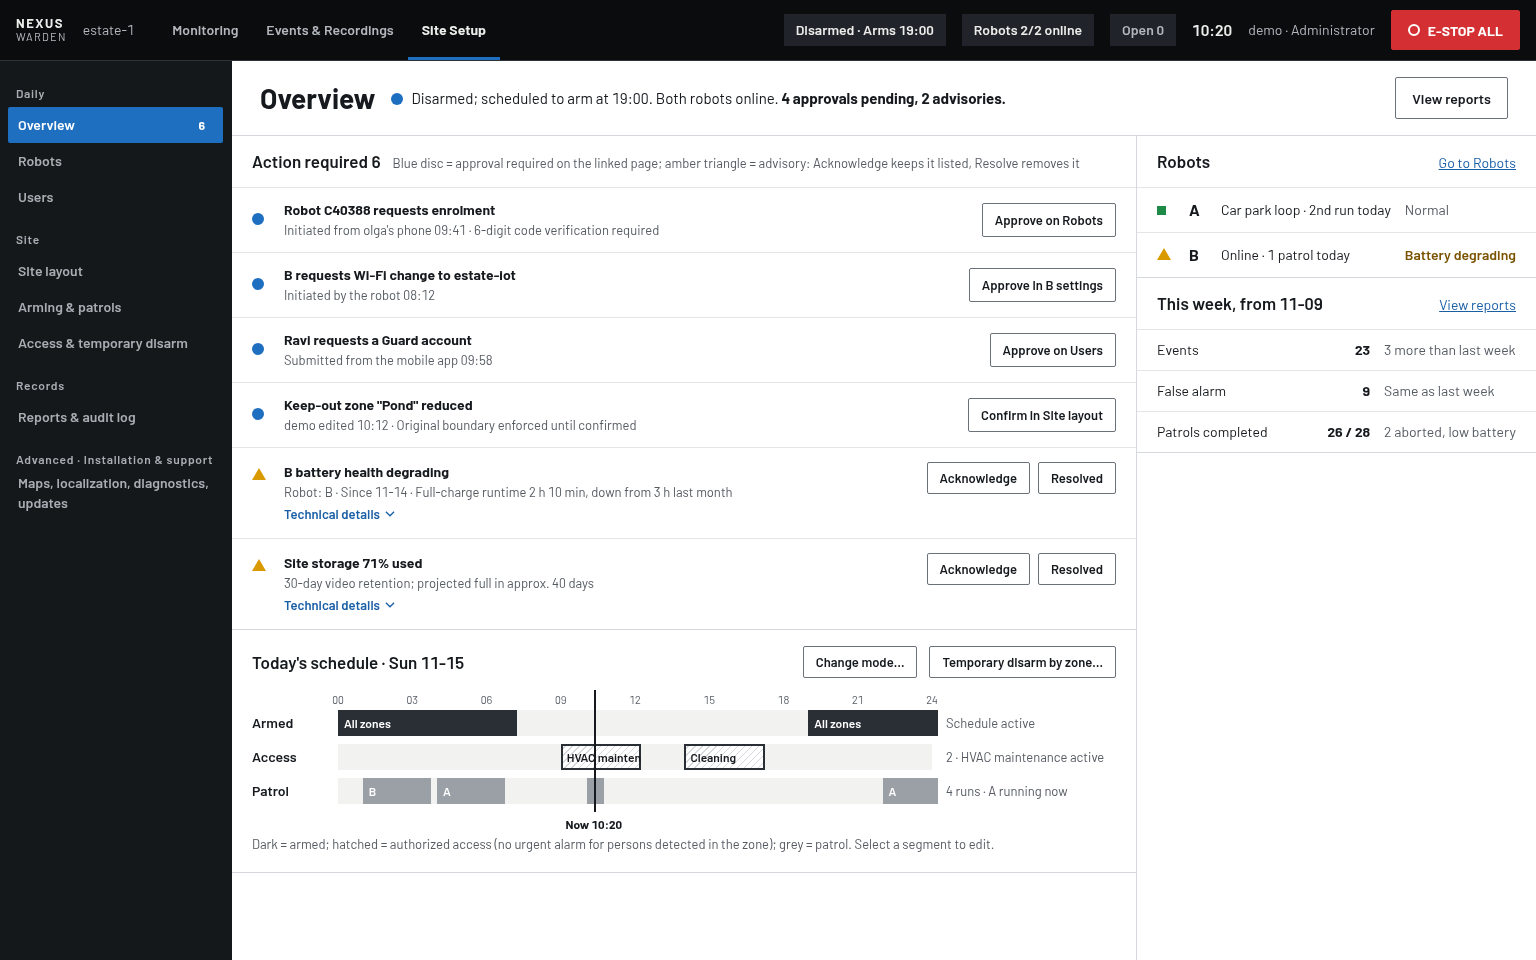 NEXUS
WARDEN
estate-1
Monitoring
Events & Recordings
Site Setup
Disarmed · Arms 19:00
Robots 2/2 online
Open 0
10:20
demo · Administrator
E-STOP ALL
Daily
Overview 6
Robots
Users
Site
Site layout
Arming & patrols
Access & temporary disarm
Records
Reports & audit log
Advanced · Installation & support
Maps, localization, diagnostics,
updates
Overview
Disarmed; scheduled to arm at 19:00. Both robots online. 4 approvals pending, 2 advisories.
View reports
Action required 6
Blue disc = approval required on the linked page; amber triangle = advisory: Acknowledge keeps it listed, Resolve removes it
Robot C40388 requests enrolment
Initiated from olga's phone 09:41 · 6-digit code verification required
Approve on Robots
B requests Wi-Fi change to estate-iot
Initiated by the robot 08:12
Approve in B settings
Ravi requests a Guard account
Submitted from the mobile app 09:58
Approve on Users
Keep-out zone "Pond" reduced
demo edited 10:12 · Original boundary enforced until confirmed
Confirm in Site layout
B battery health degrading
Robot: B · Since 11-14 · Full-charge runtime 2 h 10 min, down from 3 h last month
Technical details
Acknowledge
Resolved
Site storage 71% used
30-day video retention; projected full in approx. 40 days
Technical details
Acknowledge
Resolved
Today's schedule · Sun 11-15
Change mode...
Temporary disarm by zone...
00 03 06 09 12 15 18 21 24
Armed All zones All zones Schedule active
Access HVAC mainten Cleaning 2 · HVAC maintenance active
Patrol B A A 4 runs · A running now
Now 10:20
Dark = armed; hatched = authorized access (no urgent alarm for persons detected in the zone); grey = patrol. Select a segment to edit.
Robots
Go to Robots
A Car park loop · 2nd run today Normal
B Online · 1 patrol today Battery degrading
This week, from 11-09
View reports
Events 23 3 more than last week
False alarm 9 Same as last week
Patrols completed 26 / 28 2 aborted, low battery